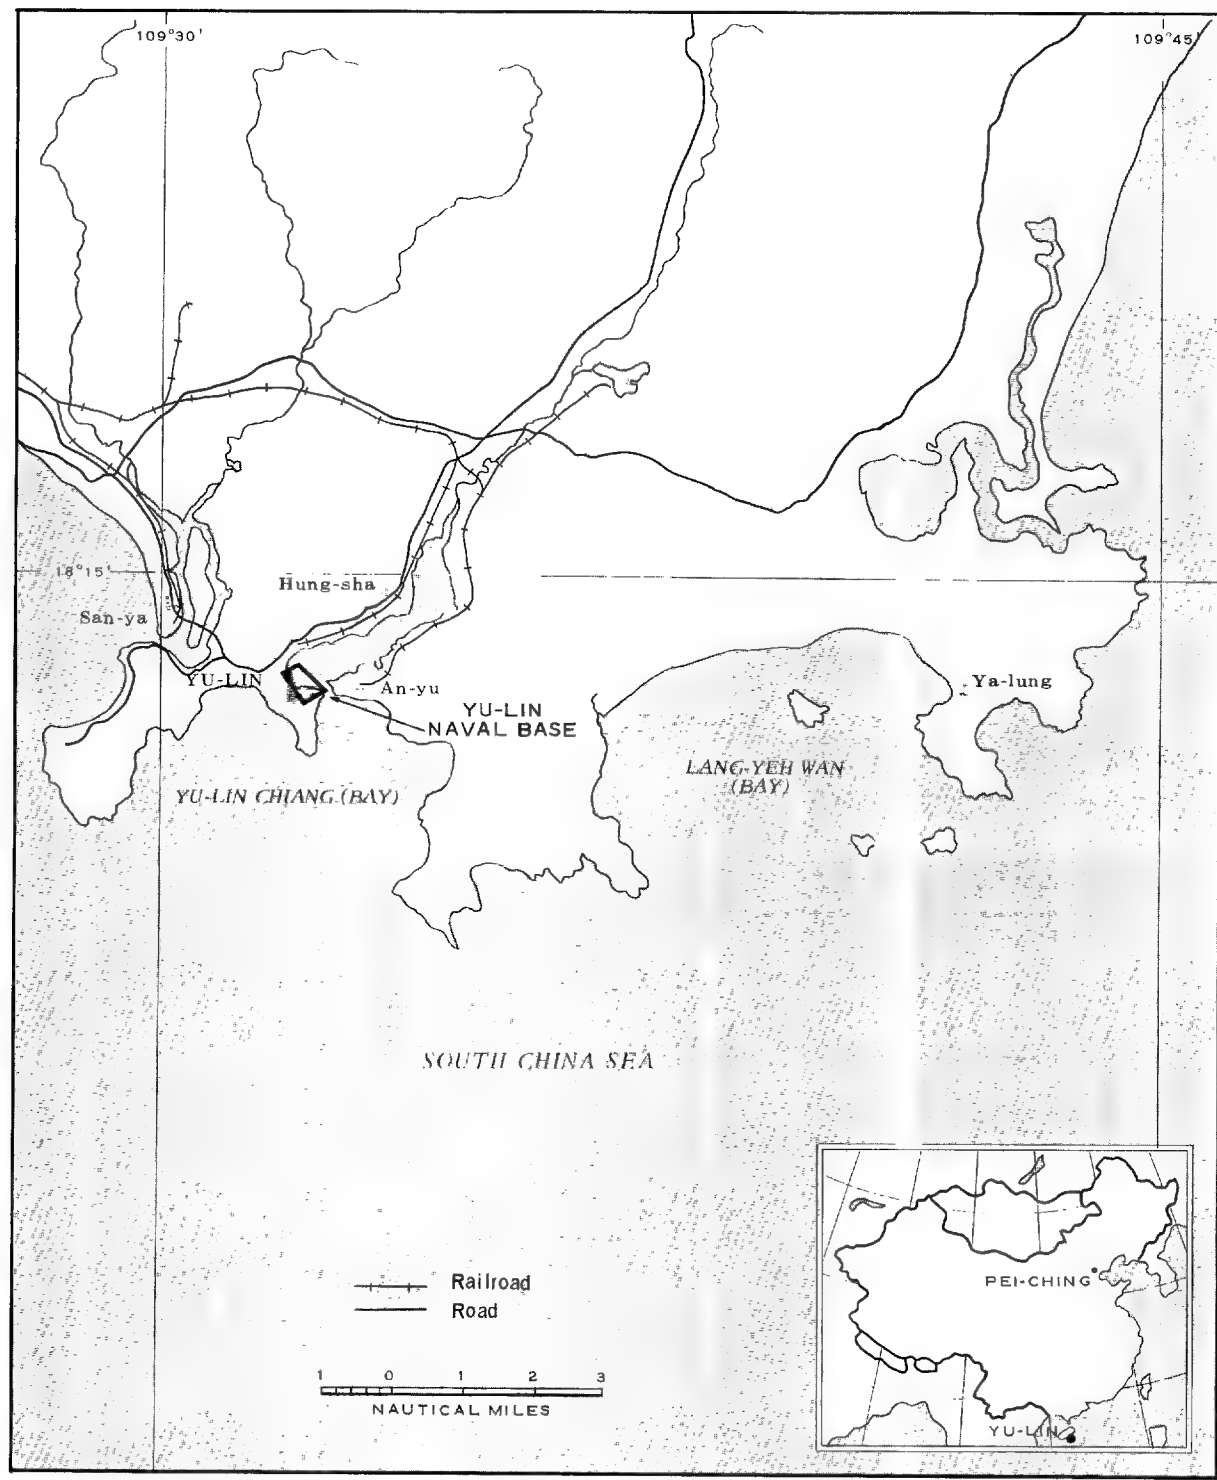 109°30'
109°45'
18°15'
Hung-sha
San-ya
YU-LIN
An-yu
YU-LIN
NAVAL BASE
Ya-lung
LANG-YEH WAN
(BAY)
YU-LIN CHIANG (BAY)
SOUTH CHINA SEA
Railroad
Road
1 0 1 2 3
NAUTICAL MILES
PEI-CHING
YU-LIN